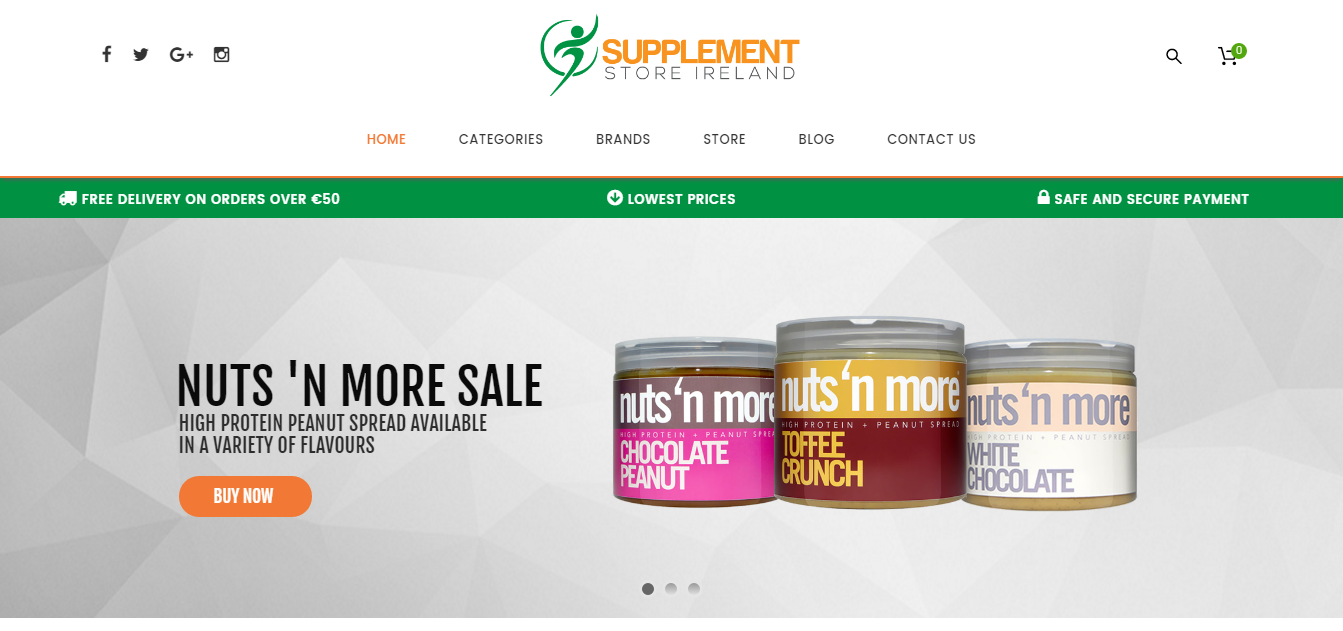 SUPPLEMENT
STORE IRELAND
0
HOME CATEGORIES BRANDS STORE BLOG CONTACT US
FREE DELIVERY ON ORDERS OVER €50 LOWEST PRICES SAFE AND SECURE PAYMENT
NUTS 'N MORE SALE
HIGH PROTEIN PEANUT SPREAD AVAILABLE
IN A VARIETY OF FLAVOURS
BUY NOW
nuts 'n more
HIGH PROTEIN + PEANUT SPREA
CHOCOLATE
PEANUT
nuts 'n more
HIGH PROTEIN + PEANUT SPREAD
TOFFEE
CRUNCH
nuts 'n more
HIGH PROTEIN + PEANUT SPREAD
WHITE
CHOCOLATE